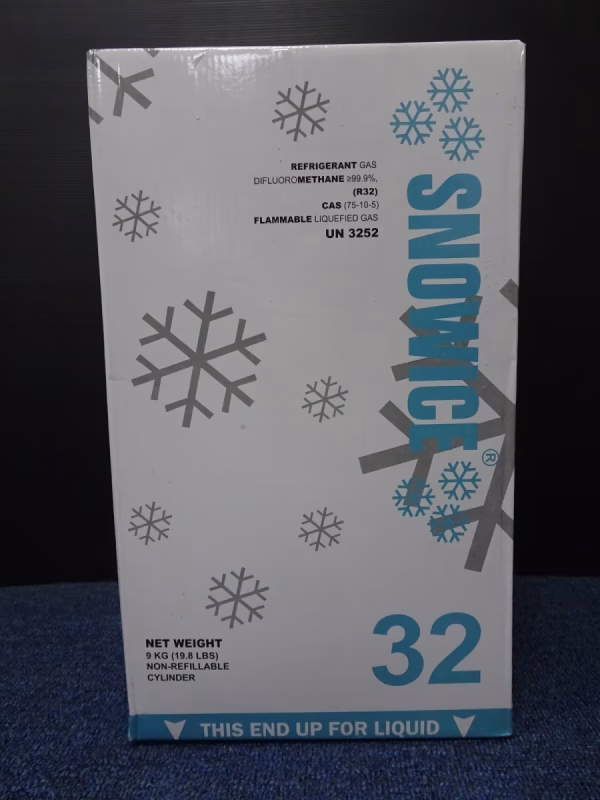 REFRIGERANT GAS
DIFLUOROMETHANE ≥99.9%,
(R32)
CAS (75-10-5)
FLAMMABLE LIQUEFIED GAS
UN 3252
SNOWICE®
32
NET WEIGHT
9 KG (19.8 LBS)
NON-REFILLABLE
CYLINDER
THIS END UP FOR LIQUID